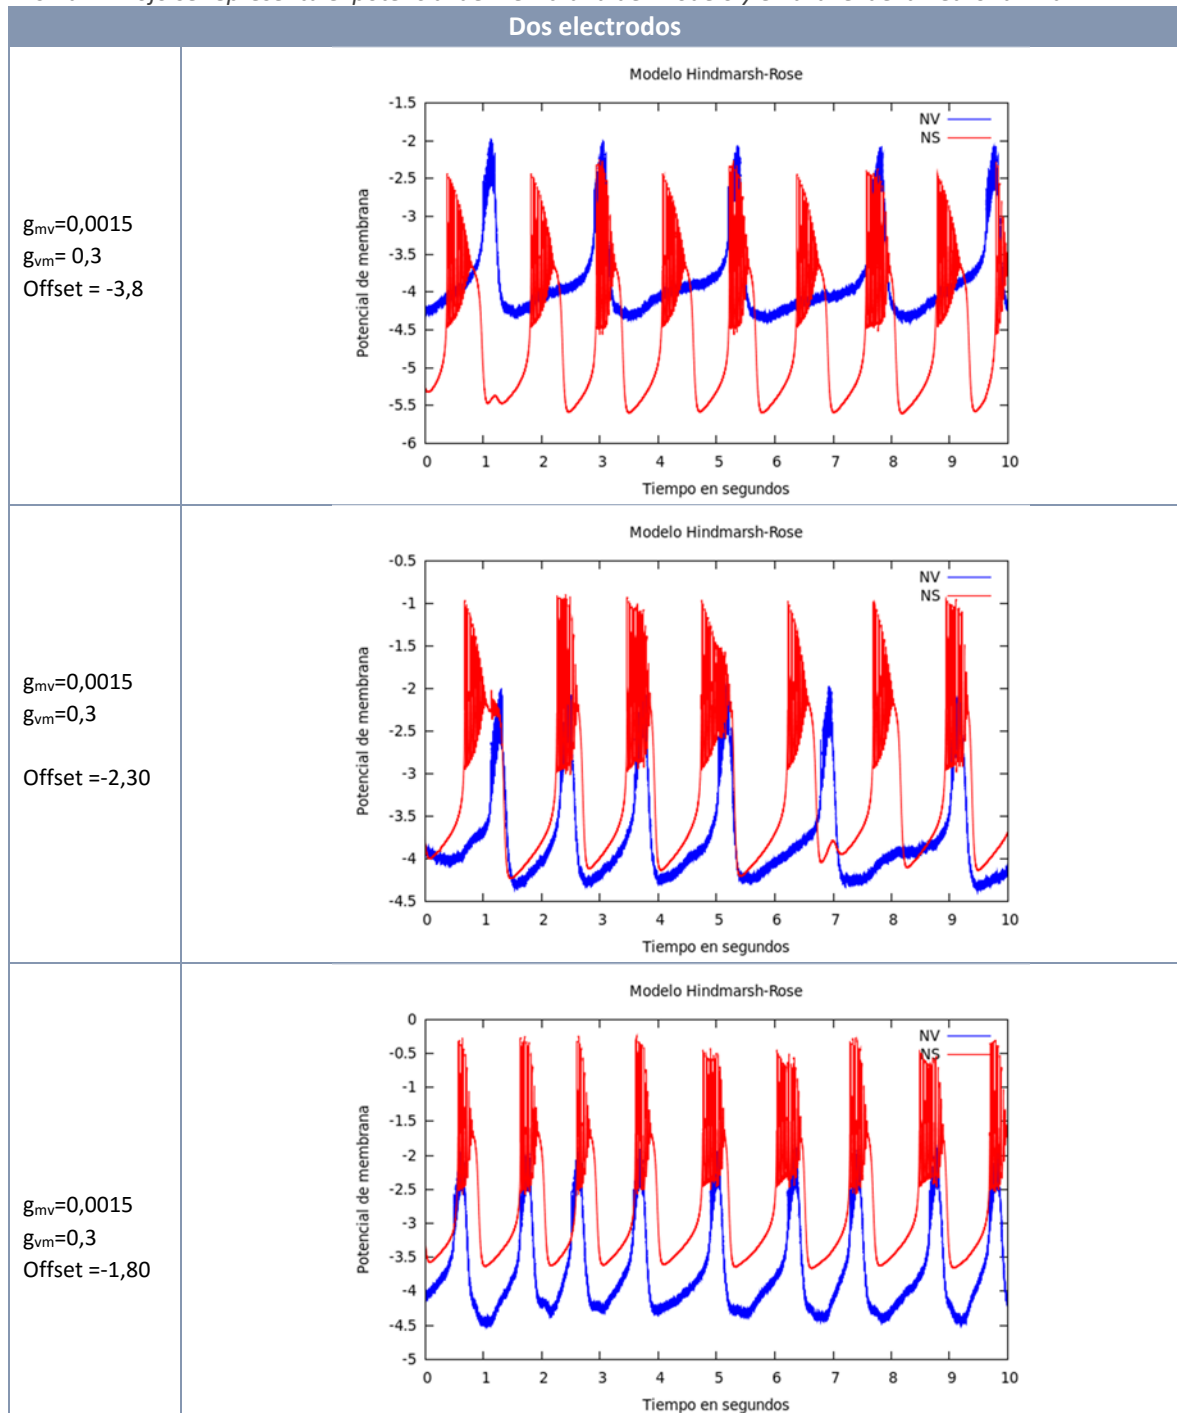 Dos electrodos
gmv=0,0015
gvm= 0,3
Offset = -3,8
Modelo Hindmarsh-Rose
NV
NS
Potencial de membrana
-1.5
-2
-2.5
-3
-3.5
-4
-4.5
-5
-5.5
-6
0 1 2 3 4 5 6 7 8 9 10
Tiempo en segundos
gmv=0,0015
gvm=0,3
Offset =-2,30
Modelo Hindmarsh-Rose
NV
NS
Potencial de membrana
-0.5
-1
-1.5
-2
-2.5
-3
-3.5
-4
-4.5
0 1 2 3 4 5 6 7 8 9 10
Tiempo en segundos
gmv=0,0015
gvm=0,3
Offset =-1,80
Modelo Hindmarsh-Rose
NV
NS
Potencial de membrana
0
-0.5
-1
-1.5
-2
-2.5
-3
-3.5
-4
-4.5
-5
0 1 2 3 4 5 6 7 8 9 10
Tiempo en segundos